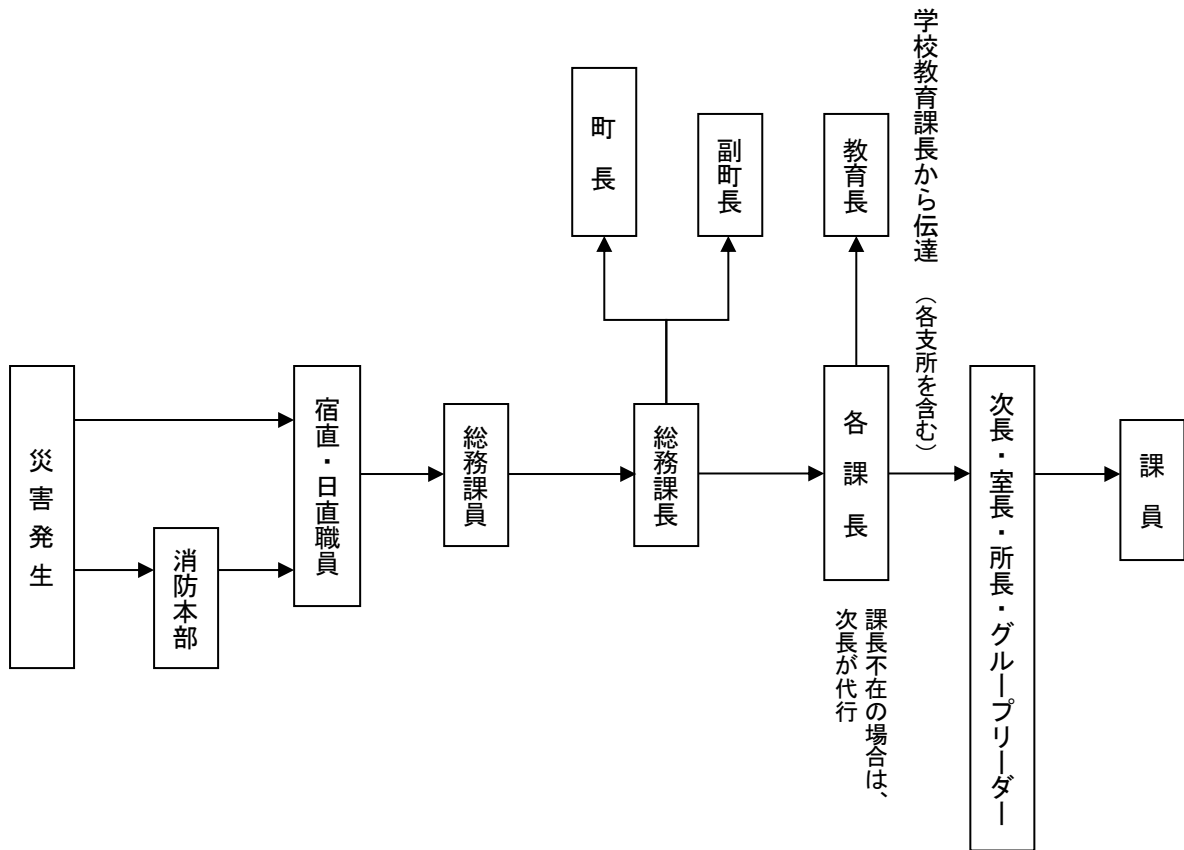 災害発生
消防本部
宿直・日直職員
総務課員
総務課長
町長
副町長
教育長
学校教育課長から伝達
各課長
（各支所を含む）
課長不在の場合は、
次長が代行
次長・室長・所長・グループリーダー
課員